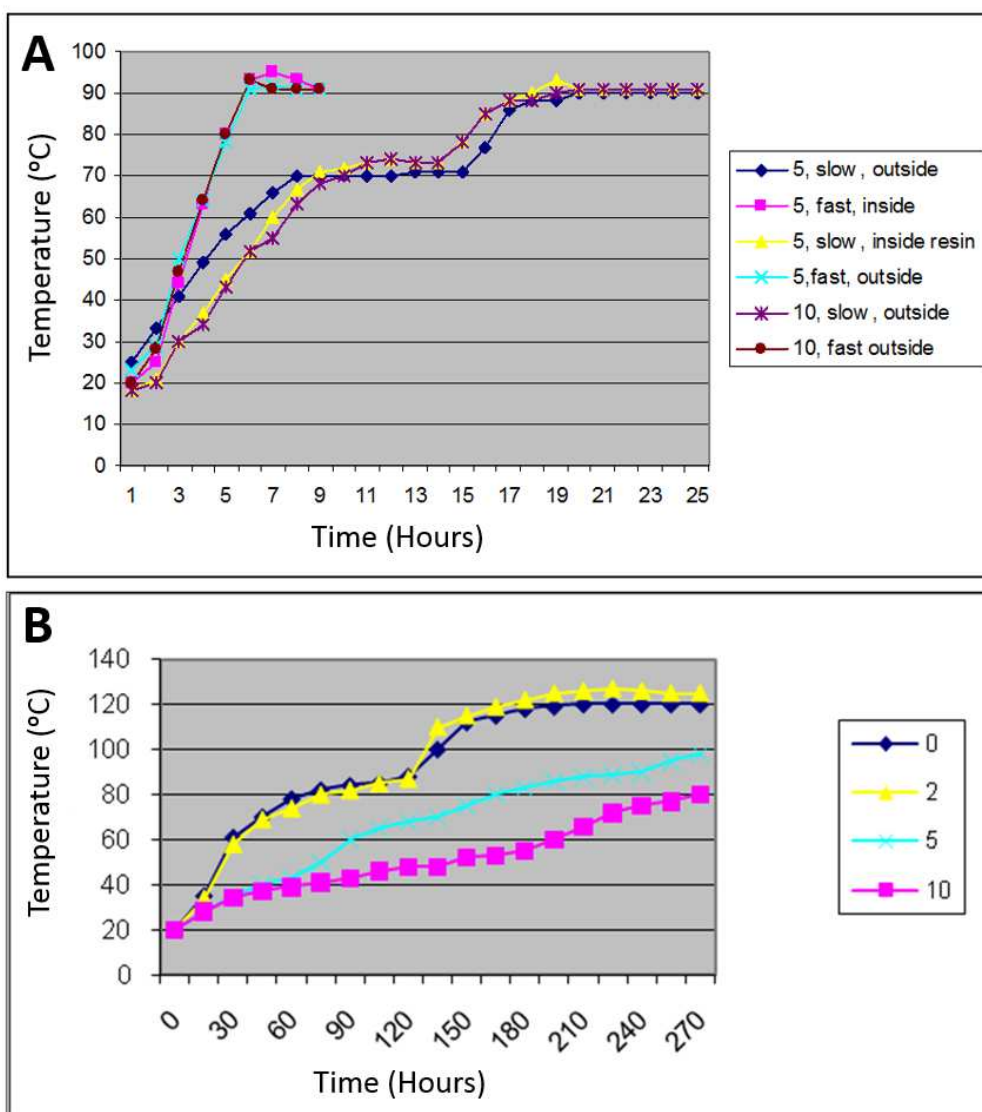 A
Temperature (ºC)
100
90
80
70
60
50
40
30
20
10
0
1 3 5 7 9 11 13 15 17 19 21 23 25
Time (Hours)
5, slow , outside
5, fast, inside
5, slow , inside resin
5,fast, outside
10, slow , outside
10, fast outside
B
Temperature (°C)
140
120
100
80
60
40
20
0
0 30 60 90 120 150 180 210 240 270
Time (Hours)
0
2
5
10